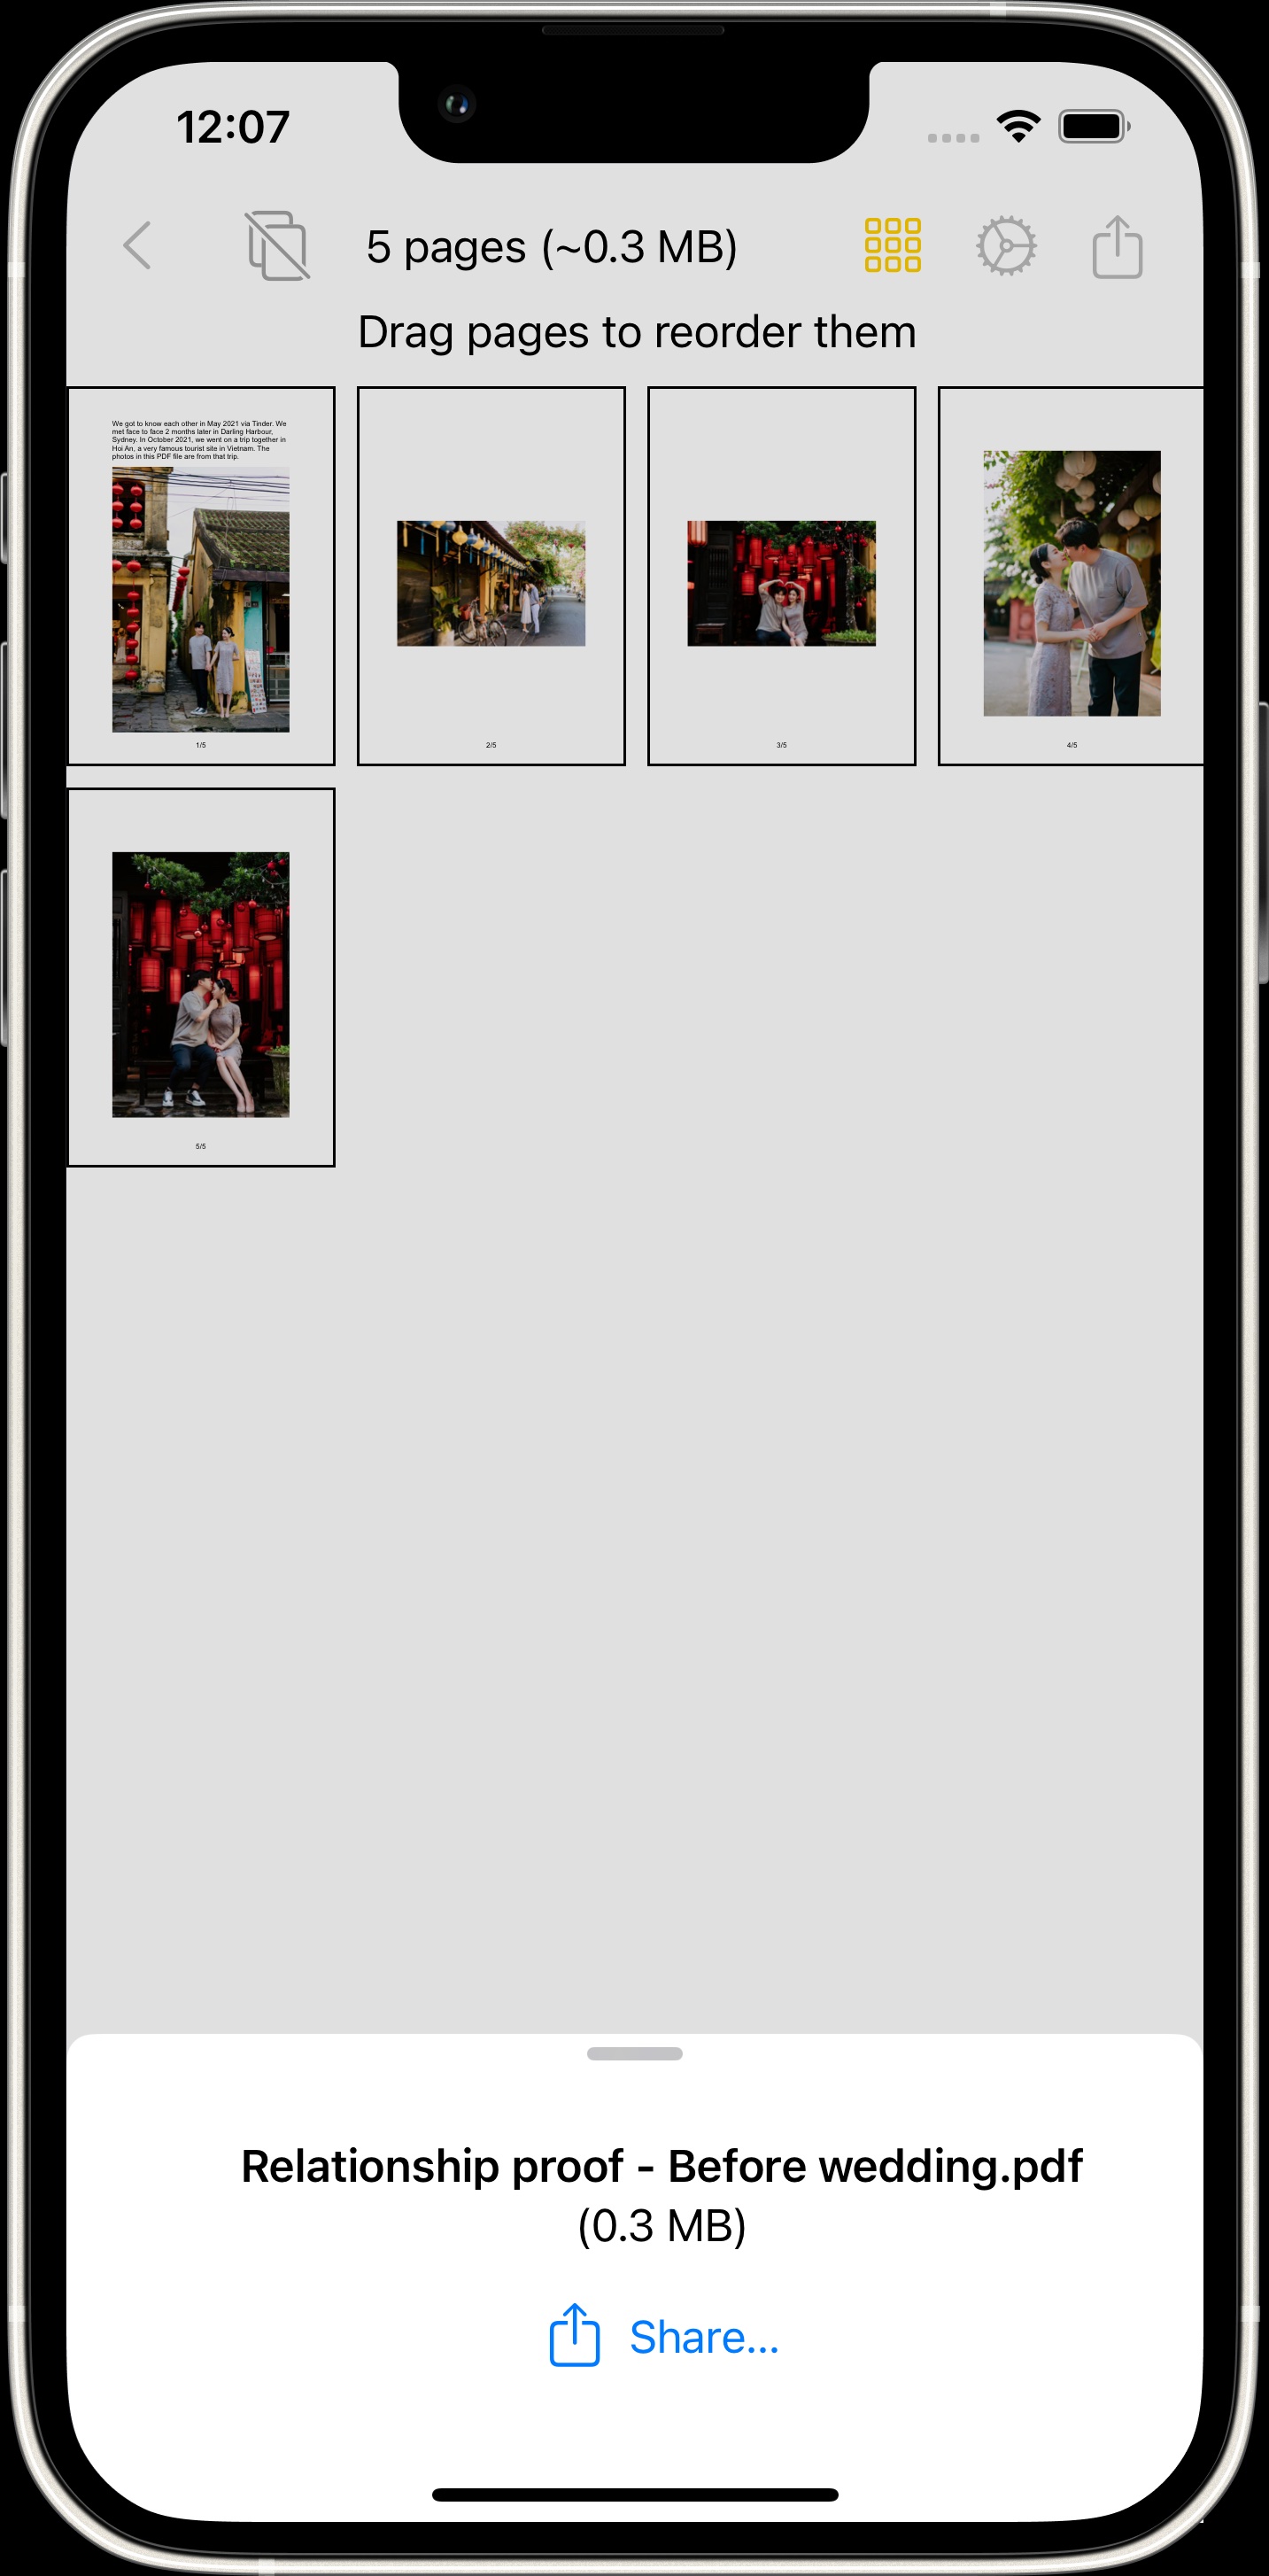 12:07
5 pages (~0.3 MB)
Drag pages to reorder them
We got to know each other in May 2021 via Tinder. We
met face to face 2 months later in Darling Harbour,
Sydney. In October 2021, we went on a trip together in
Hoi An, a very famous tourist site in Vietnam. The
photos in this PDF file are from that trip.
1/5
2/5
3/5
4/5
5/5
Relationship proof - Before wedding.pdf
(0.3 MB)
Share...